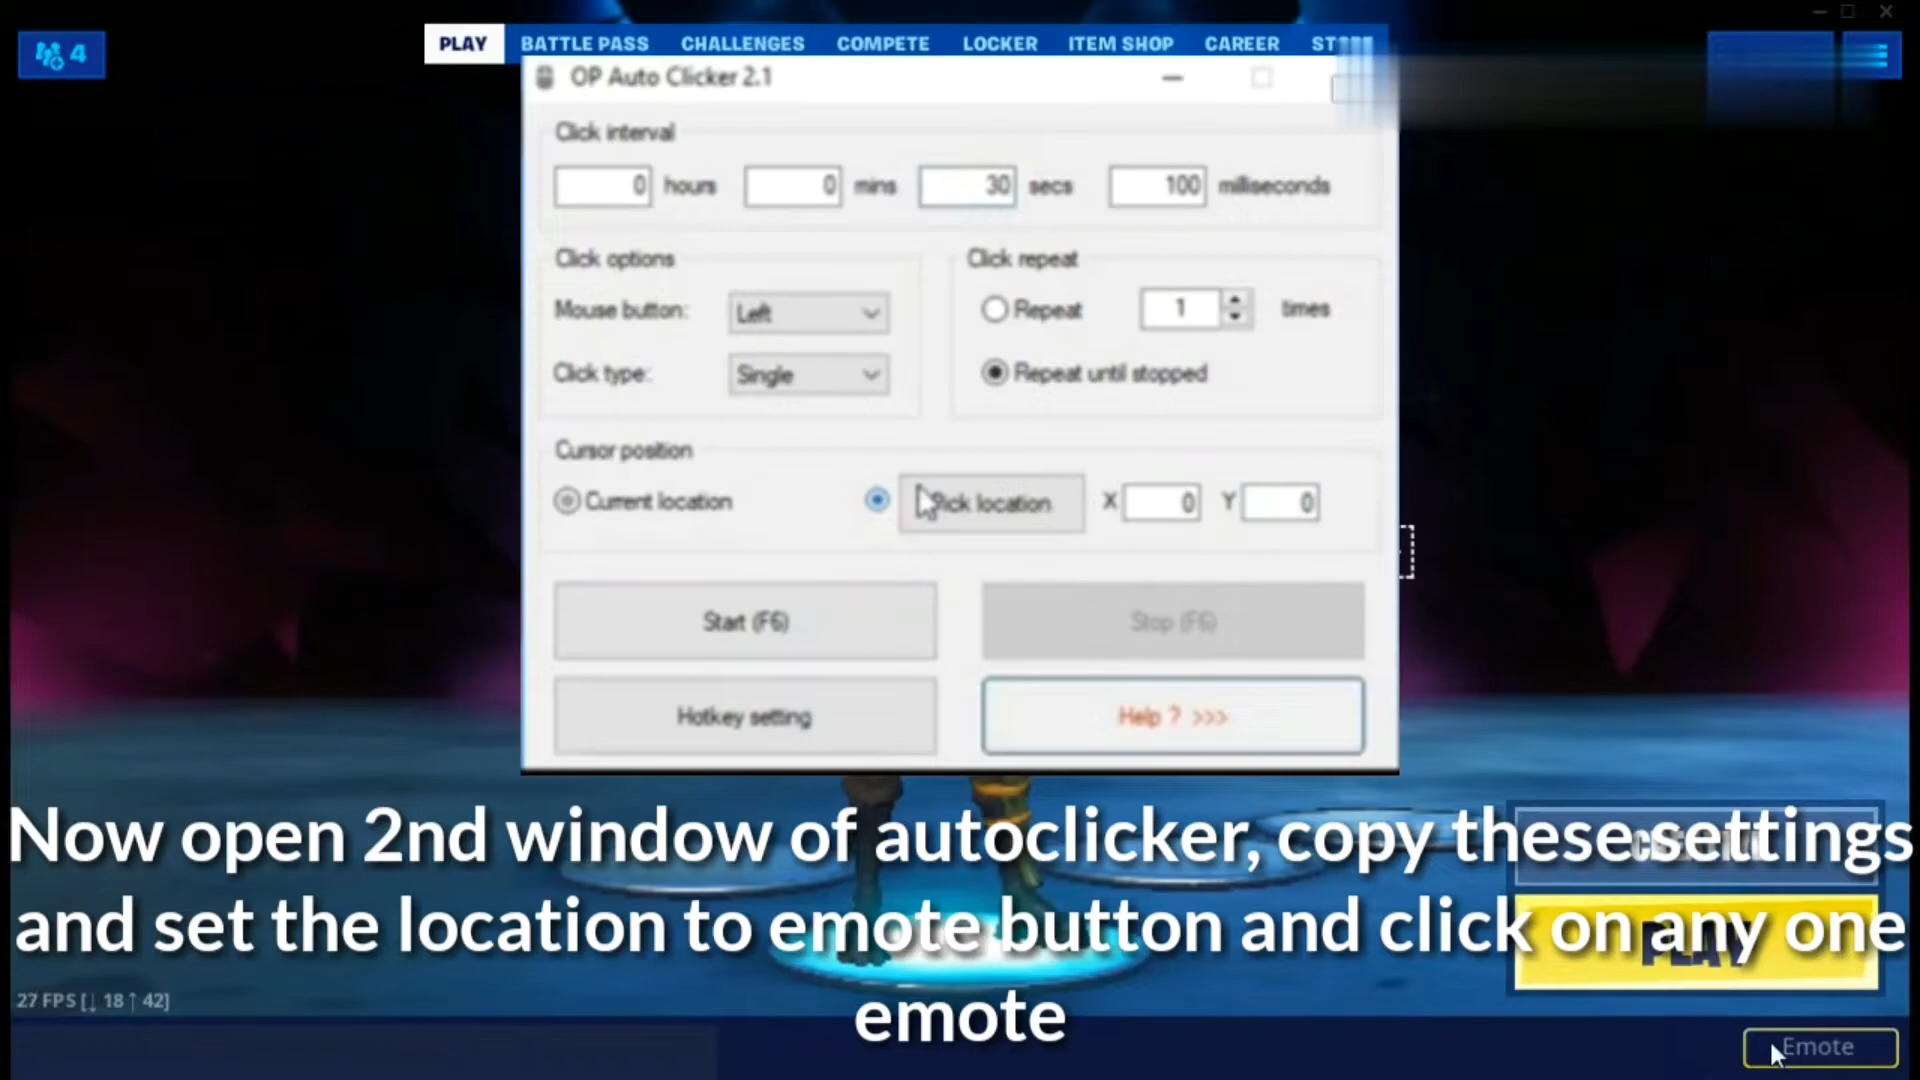 4
PLAY BATTLE PASS CHALLENGES COMPETE LOCKER ITEM SHOP CAREER
OP Auto Clicker 2.1
Click interval
0 hours 0 mins 30 secs 100 milliseconds
Click options
Click repeat
Mouse button: Left
Repeat 1 times
Click type: Single
Repeat until stopped
Cursor position
Current location Pick location X 0 Y 0
Start (F6) Stop (F6)
Hotkey setting Help ? >>>
Now open 2nd window of autoclicker, copy these settings
and set the location to emote button and click on any one
emote
PLAY
27 FPS [↓ 18 ↑ 42]
Emote